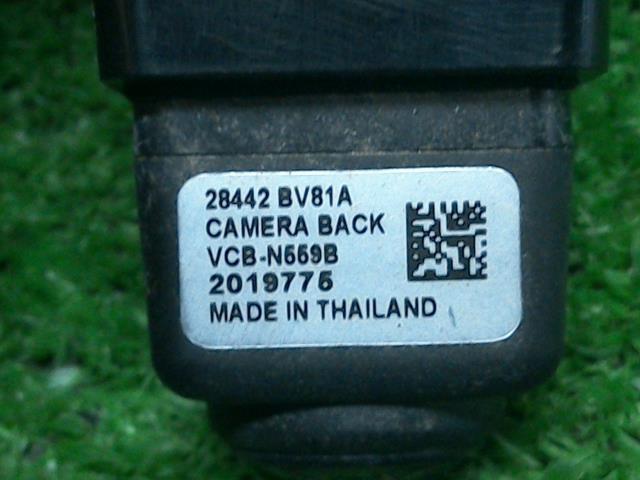 28442 BV81A
CAMERA BACK
VCB-N559B
2019775
MADE IN THAILAND